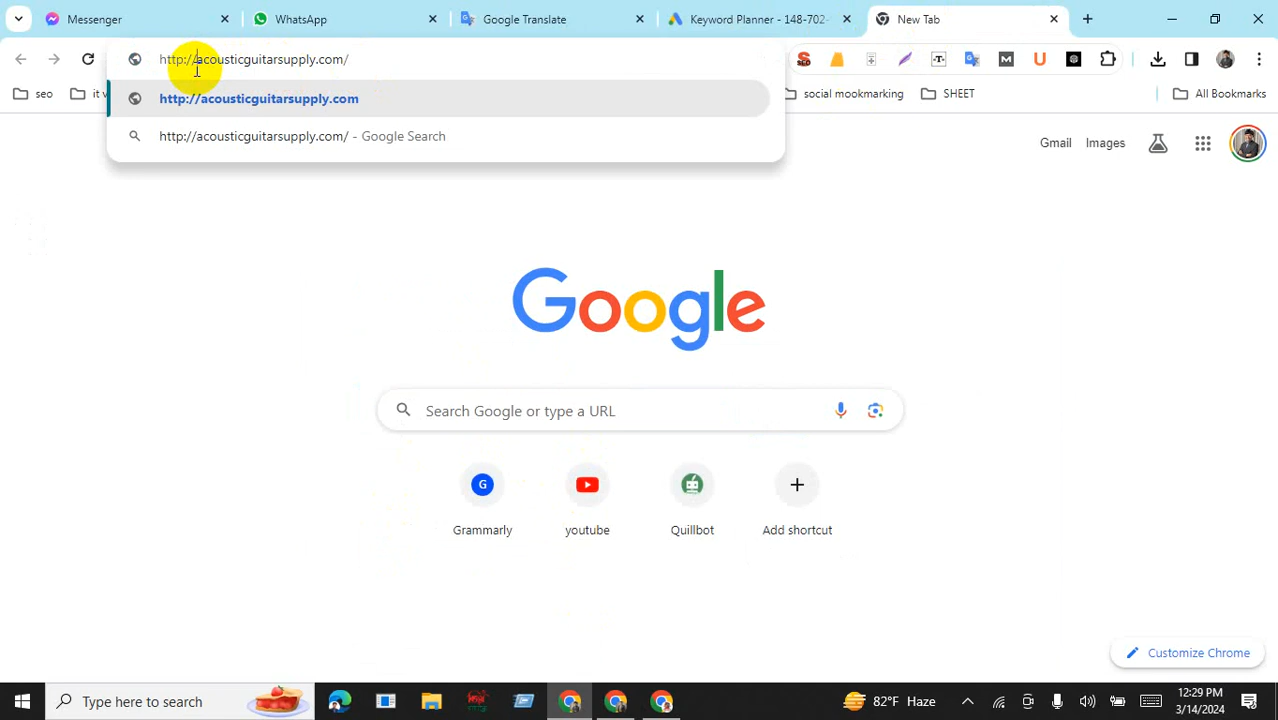 Messenger
WhatsApp
Google Translate
Keyword Planner - 148-702-
New Tab
http://acousticguitarsupply.com/
seo
it v
http://acousticguitarsupply.com
http://acousticguitarsupply.com/ - Google Search
social mookmarking
SHEET
All Bookmarks
Gmail
Images
Google
Search Google or type a URL
G
Grammarly
youtube
Quillbot
Add shortcut
Customize Chrome
Type here to search
82°F Haze
12:29 PM
3/14/2024